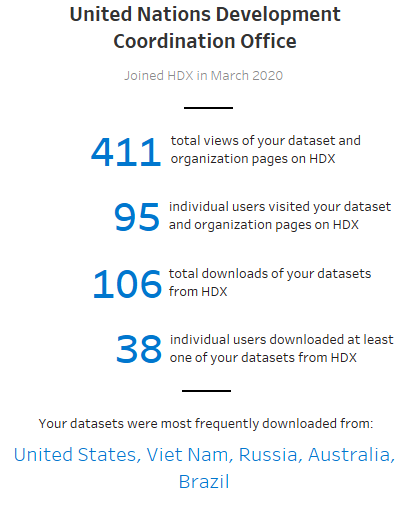 United Nations Development
Coordination Office
Joined HDX in March 2020
411 total views of your dataset and
organization pages on HDX
95 individual users visited your dataset
and organization pages on HDX
106 total downloads of your datasets
from HDX
38 individual users downloaded at least
one of your datasets from HDX
Your datasets were most frequently downloaded from:
United States, Viet Nam, Russia, Australia,
Brazil